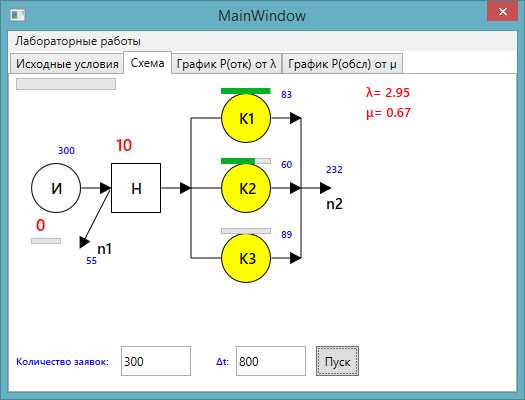 MainWindow
Лабораторные работы
Исходные условия Схема График P(отк) от λ График P(обсл) от μ
83
λ= 2.95
μ= 0.67
К1
10
300
60
232
И
Н
К2
n2
0
n1
55
89
К3
Количество заявок: 300 Δt: 800 Пуск